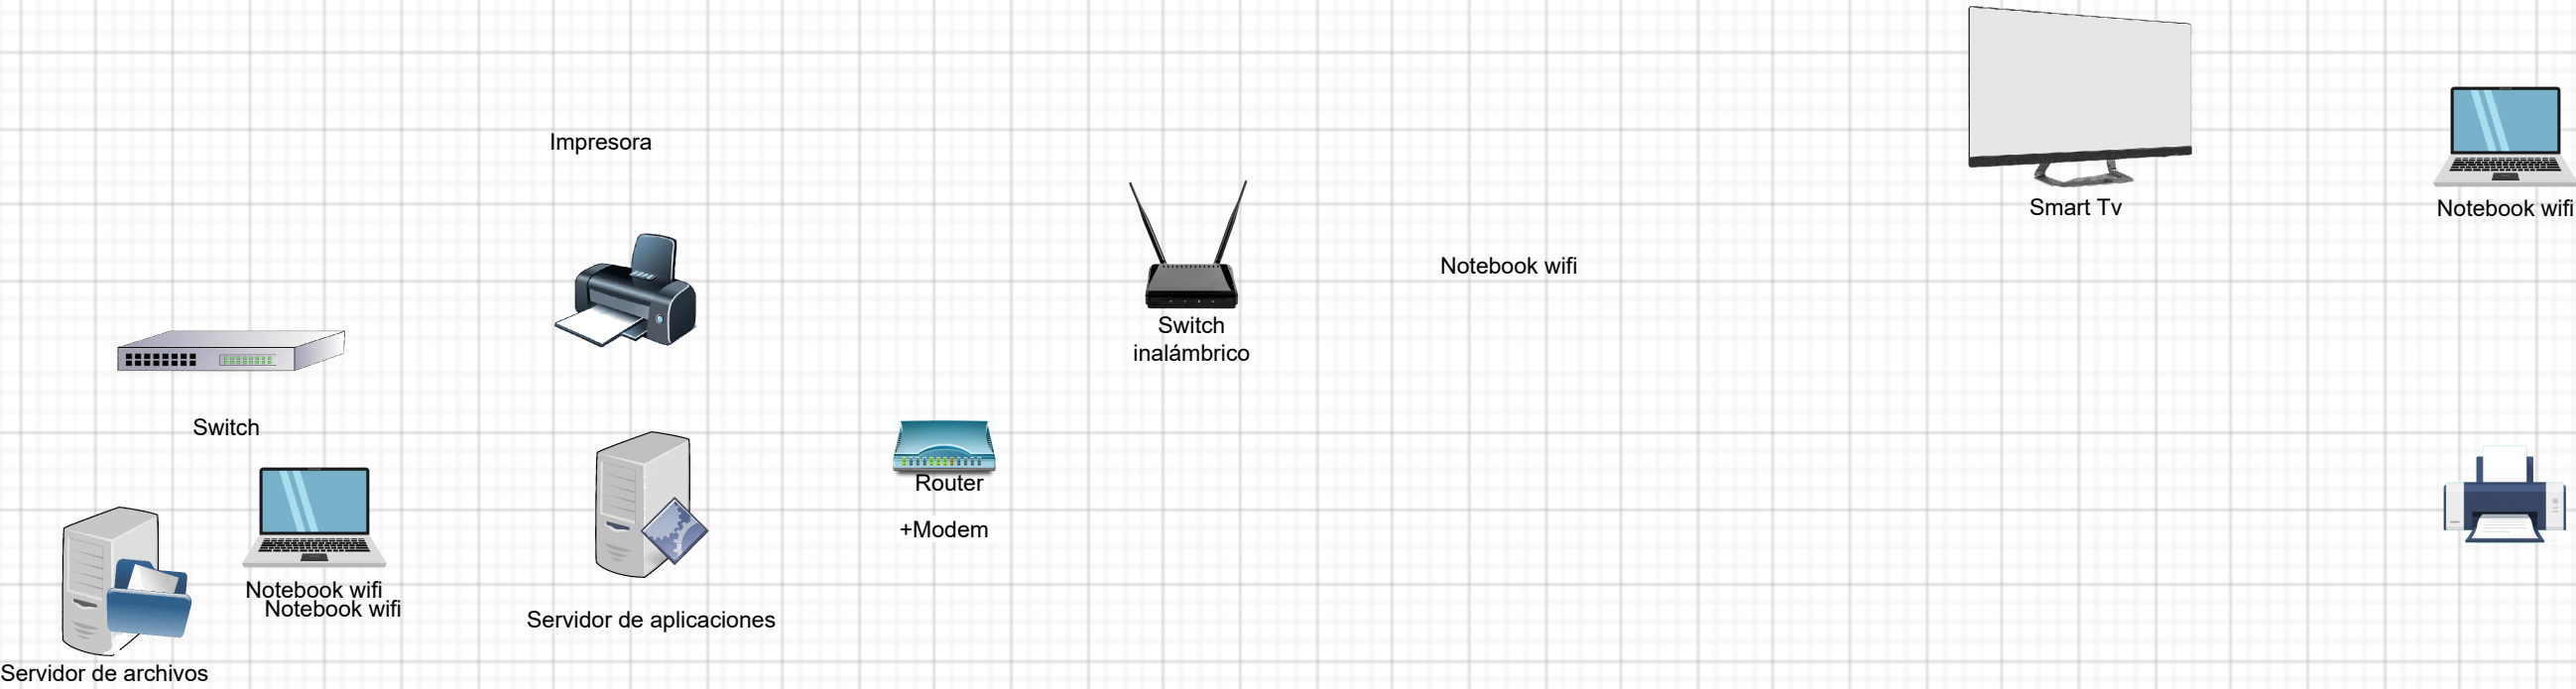 Impresora
Smart Tv
Notebook wifi
Notebook wifi
Switch
inalámbrico
Switch
Router
+Modem
Notebook wifi
Notebook wifi
Servidor de aplicaciones
Servidor de archivos